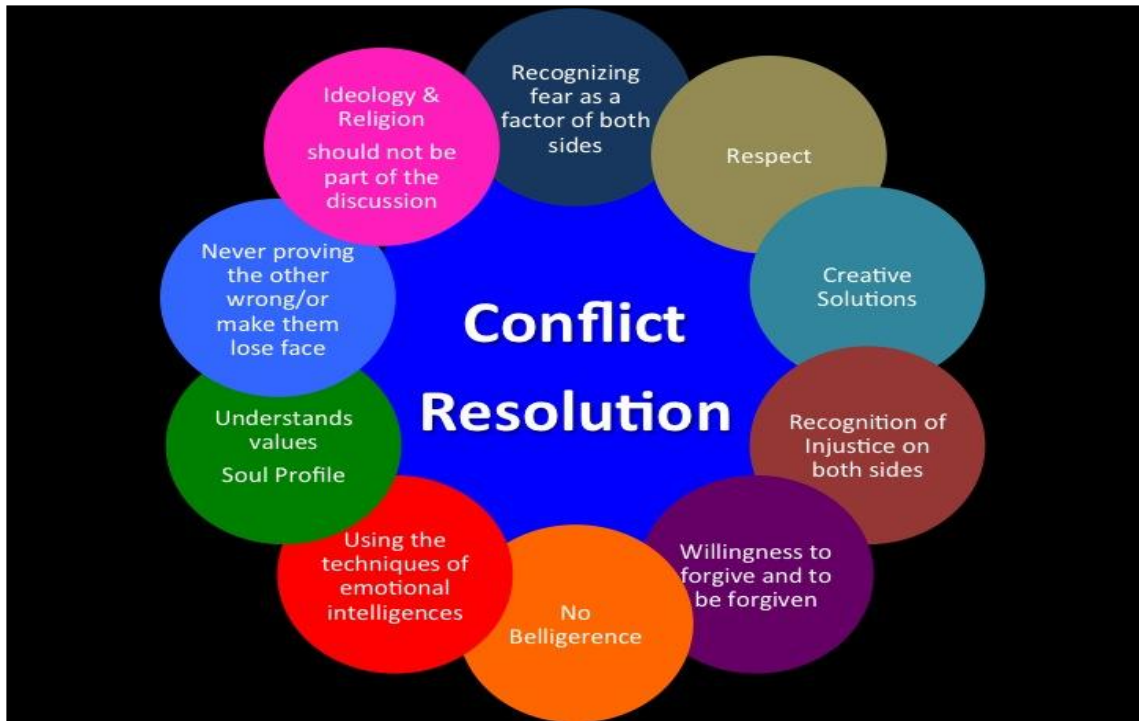 Conflict
Resolution
Recognizing
fear as a
factor of both
sides
Respect
Creative
Solutions
Recognition of
Injustice on
both sides
Willingness to
forgive and to
be forgiven
No
Belligerence
Using the
techniques of
emotional
intelligences
Understands
values
Soul Profile
Never proving
the other
wrong/or
make them
lose face
Ideology &
Religion
should not be
part of the
discussion